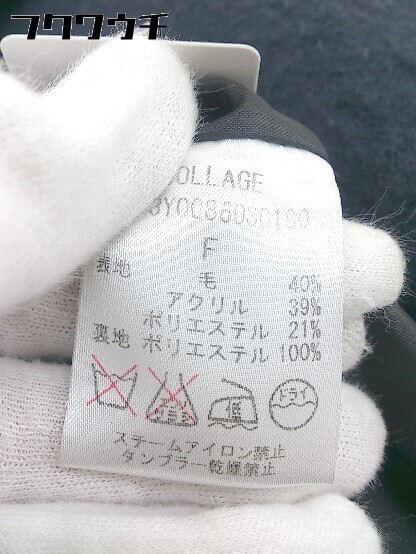 フクワウチ
OLLAGE
F
表地 毛 40%
アクリル 39%
ポリエステル 21%
裏地 ポリエステル 100%
低 ドライ
スチームアイロン禁止
タンブラー乾燥禁止